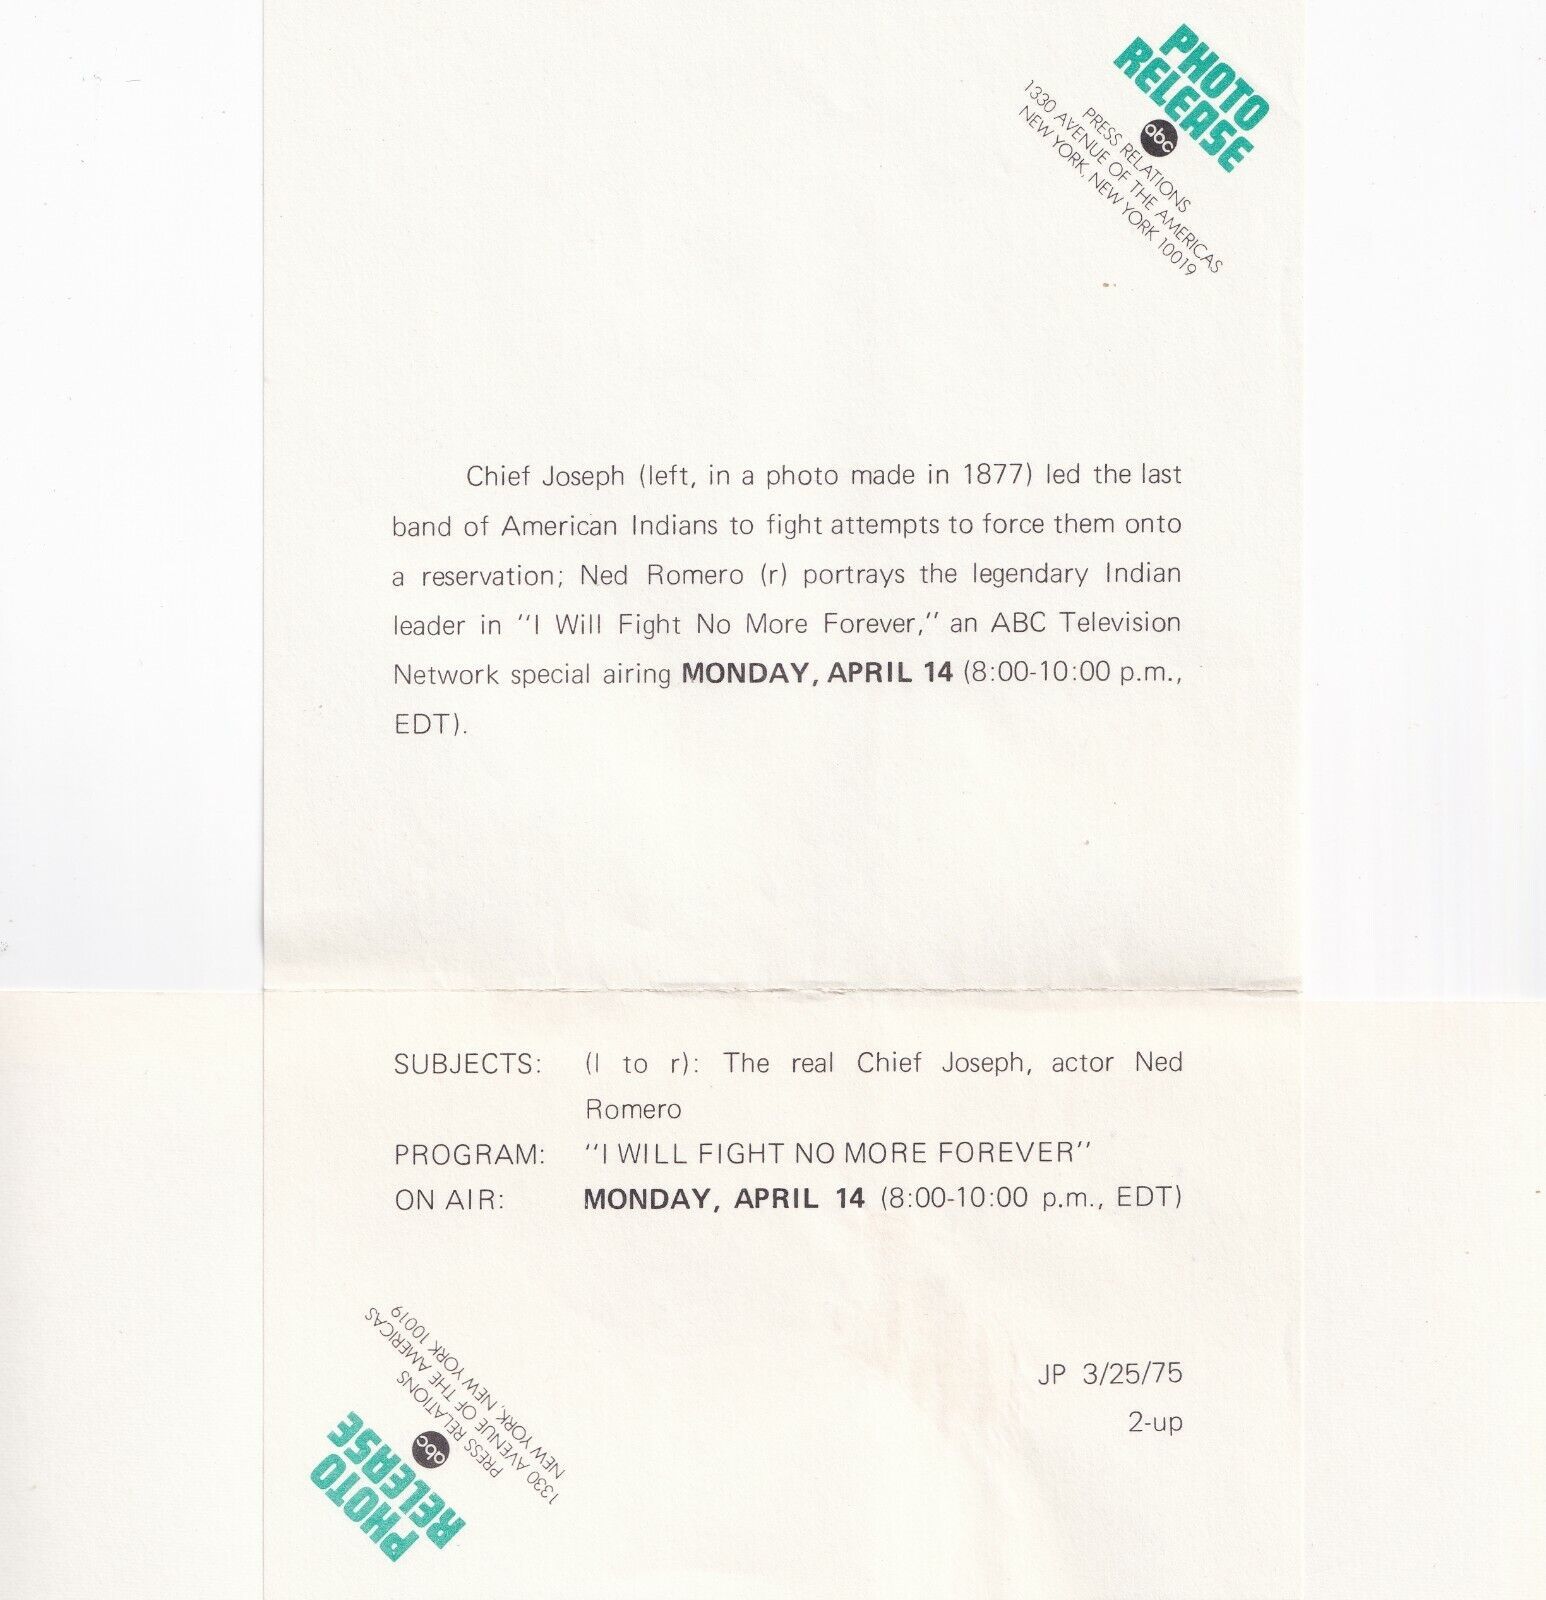 PHOTO
RELEASE
abc
PRESS RELATIONS
1330 AVENUE OF THE AMERICAS
NEW YORK, NEW YORK 10019
Chief Joseph (left, in a photo made in 1877) led the last
band of American Indians to fight attempts to force them onto
a reservation; Ned Romero (r) portrays the legendary Indian
leader in "I Will Fight No More Forever," an ABC Television
Network special airing MONDAY, APRIL 14 (8:00-10:00 p.m.,
EDT).
SUBJECTS: (l to r): The real Chief Joseph, actor Ned
Romero
PROGRAM: "I WILL FIGHT NO MORE FOREVER"
ON AIR: MONDAY, APRIL 14 (8:00-10:00 p.m., EDT)
JP 3/25/75
2-up
PHOTO
RELEASE
abc
PRESS RELATIONS
1330 AVENUE OF THE AMERICAS
NEW YORK, NEW YORK 10019